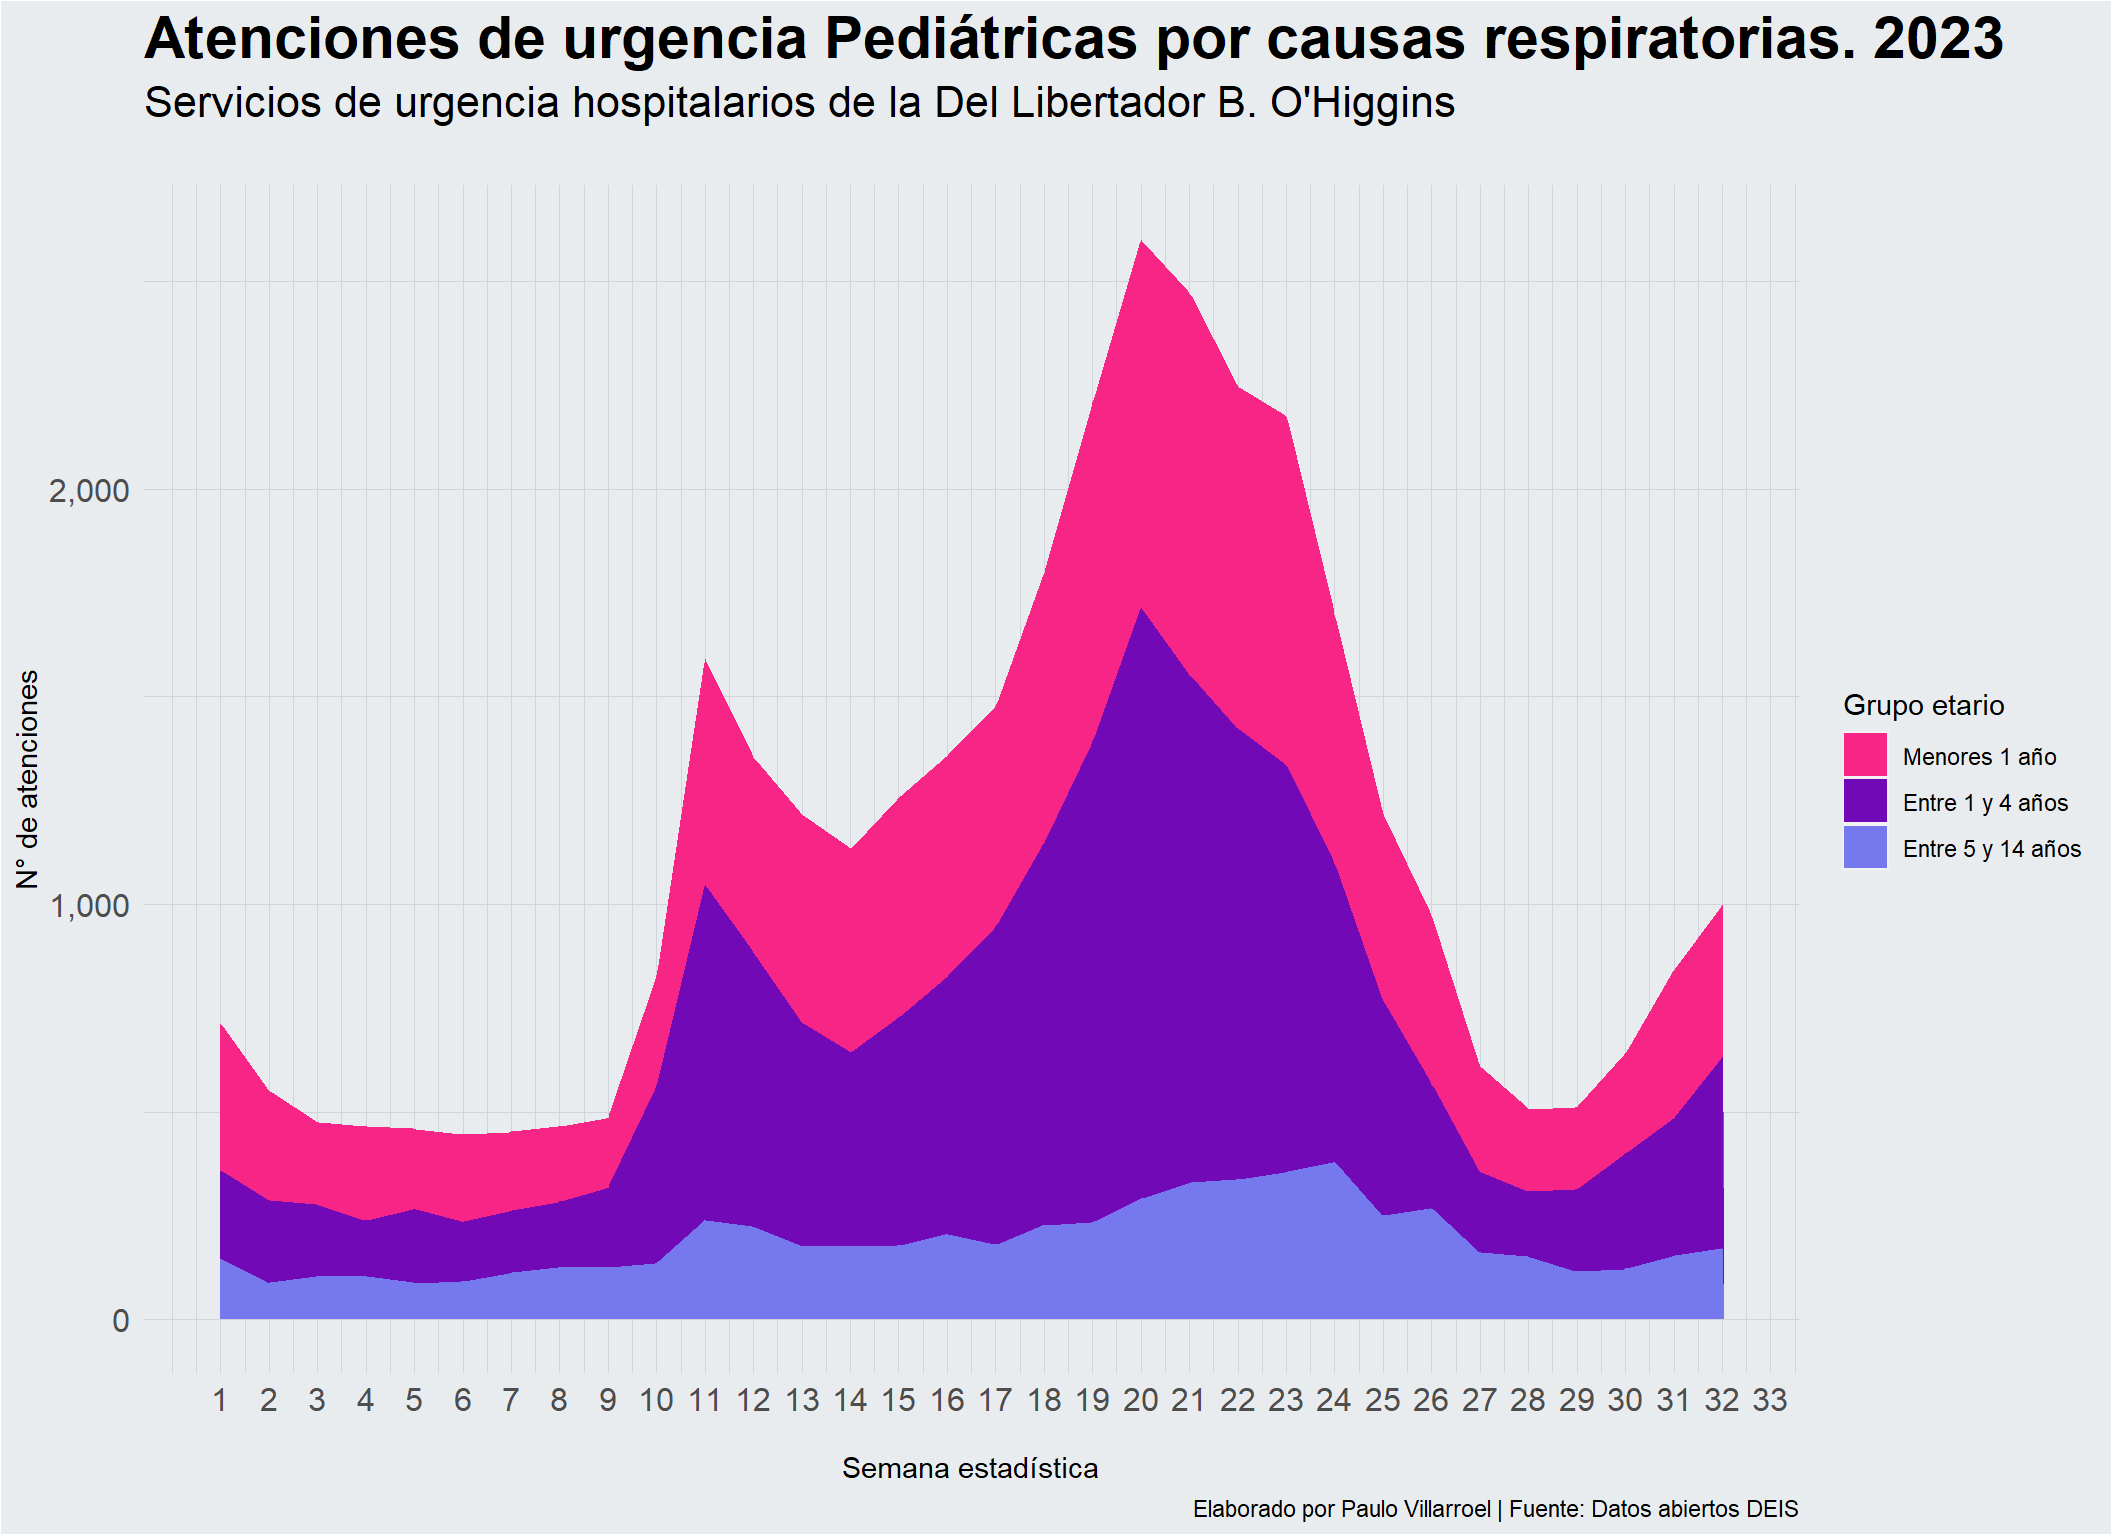 Atenciones de urgencia Pediátricas por causas respiratorias. 2023
Servicios de urgencia hospitalarios de la Del Libertador B. O'Higgins
N° de atenciones
2,000
1,000
0
1 2 3 4 5 6 7 8 9 10 11 12 13 14 15 16 17 18 19 20 21 22 23 24 25 26 27 28 29 30 31 32 33
Semana estadística
Grupo etario
Menores 1 año
Entre 1 y 4 años
Entre 5 y 14 años
Elaborado por Paulo Villarroel | Fuente: Datos abiertos DEIS